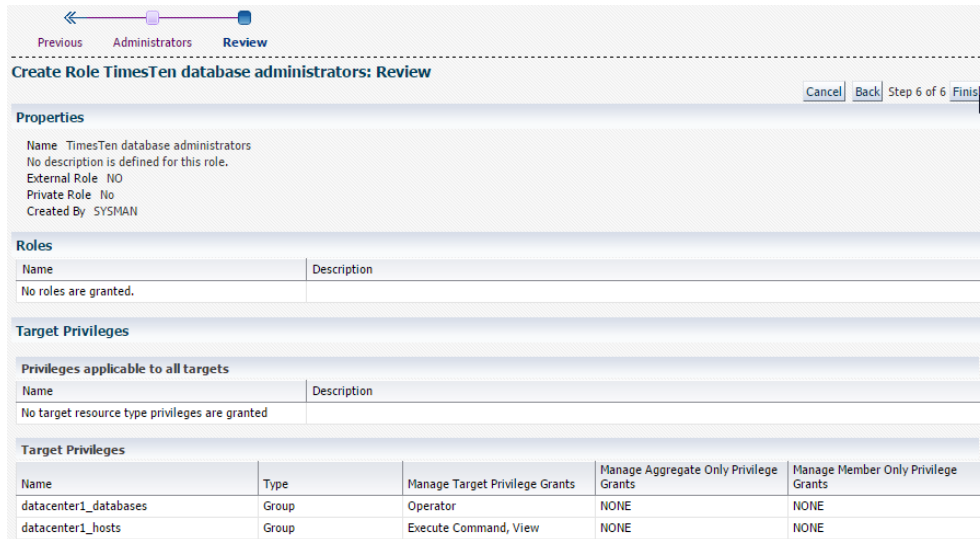 Previous Administrators Review
Create Role TimesTen database administrators: Review
Cancel Back Step 6 of 6
Properties
Name TimesTen database administrators
No description is defined for this role.
External Role NO
Private Role No
Created By SYSMAN
Roles
Name Description
No roles are granted.
Target Privileges
Privileges applicable to all targets
Name Description
No target resource type privileges are granted
Target Privileges
Name Type Manage Target Privilege Grants Manage Aggregate Only Privilege Grants Manage Member Only Privilege Grants
datacenter1_databases Group Operator NONE NONE
datacenter1_hosts Group Execute Command, View NONE NONE